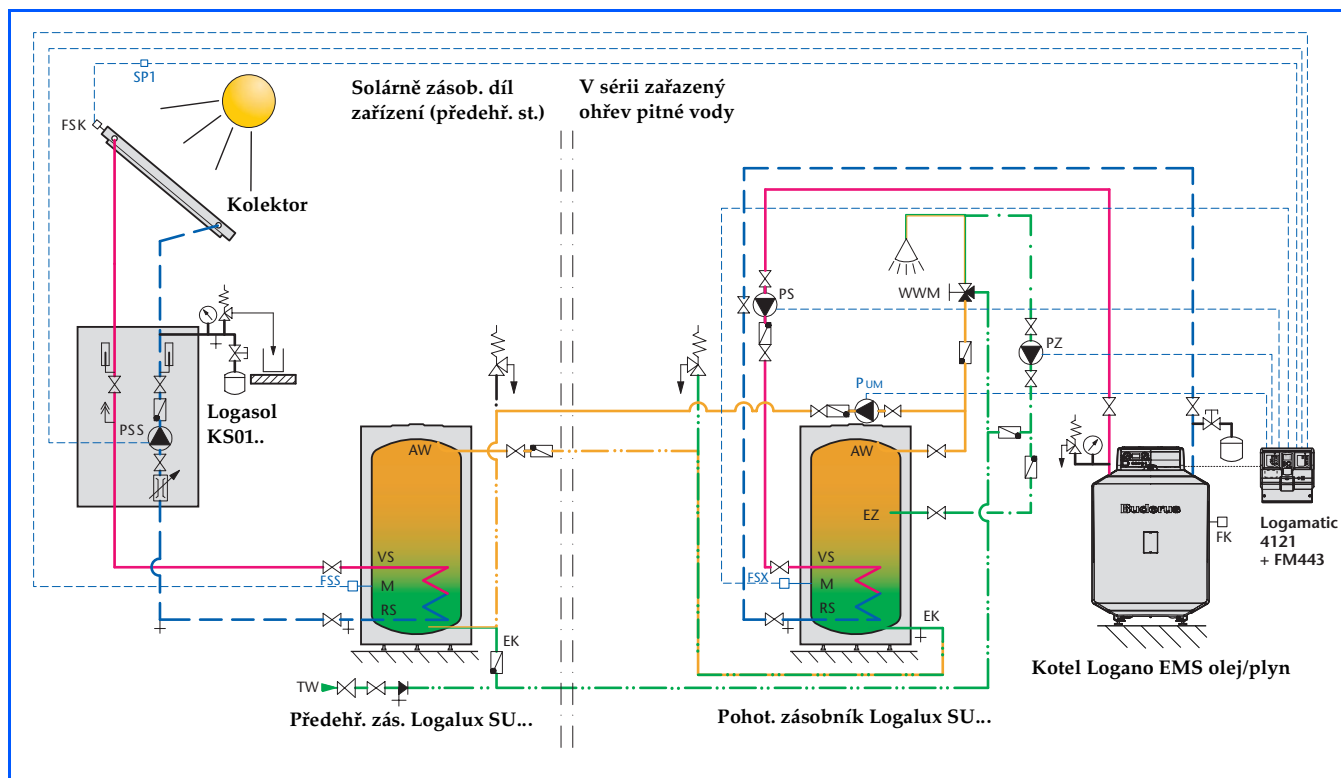 SP1
FSK
Solárně zásob. díl
zařízení (předehř. st.)
V sérii zařazený
ohřev pitné vody
Kolektor
PS
WWM
PZ
PUM
Logasol
KS01..
PSS
AW
AW
EZ
Buderus
FK
Logamatic
4121
+ FM443
VS
FSS
M
RS
EK
VS
FSX
M
RS
EK
Kotel Logano EMS olej/plyn
TW
Předehř. zás. Logalux SU...
Pohot. zásobník Logalux SU...